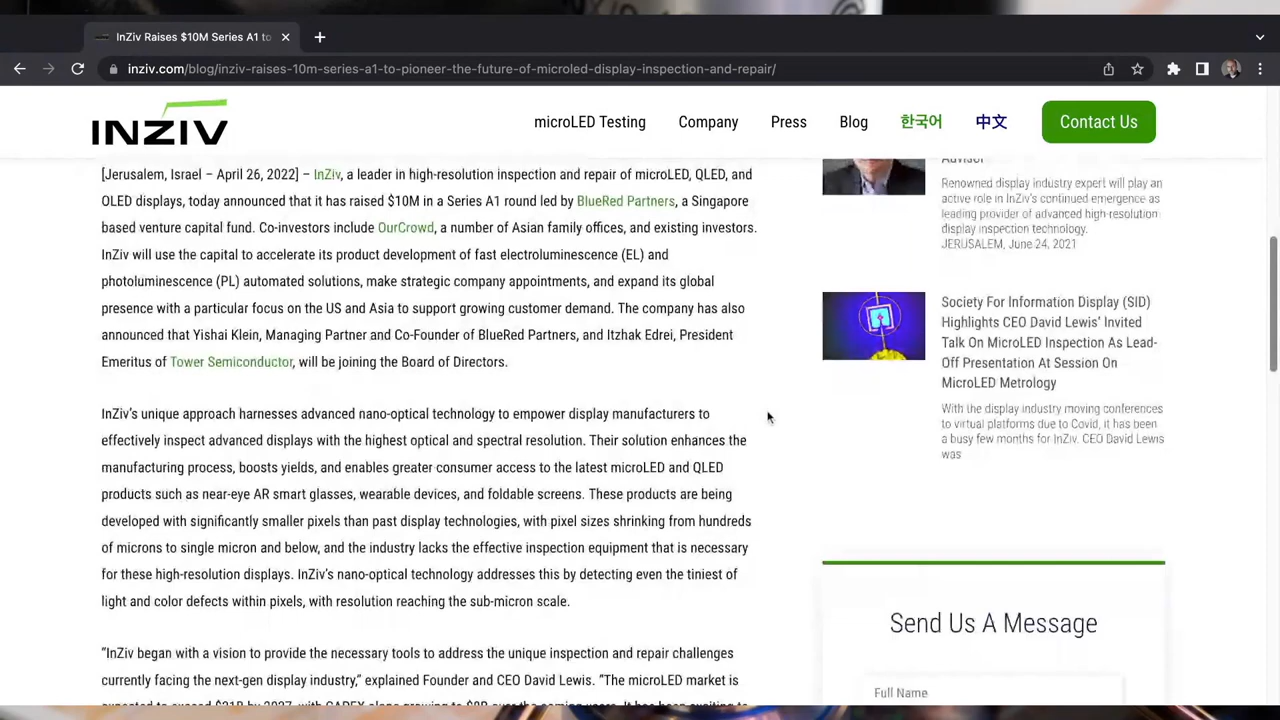 InZiv Raises $10M Series A1 to
inziv.com/blog/inziv-raises-10m-series-a1-to-pioneer-the-future-of-microled-display-inspection-and-repair/
INZIV
microLED Testing
Company
Press
Blog
한국어
中文
Contact Us
[Jerusalem, Israel – April 26, 2022] – InZiv, a leader in high-resolution inspection and repair of microLED, QLED, and
OLED displays, today announced that it has raised $10M in a Series A1 round led by BlueRed Partners, a Singapore
based venture capital fund. Co-investors include OurCrowd, a number of Asian family offices, and existing investors.
InZiv will use the capital to accelerate its product development of fast electroluminescence (EL) and
photoluminescence (PL) automated solutions, make strategic company appointments, and expand its global
presence with a particular focus on the US and Asia to support growing customer demand. The company has also
announced that Yishai Klein, Managing Partner and Co-Founder of BlueRed Partners, and Itzhak Edrei, President
Emeritus of Tower Semiconductor, will be joining the Board of Directors.
InZiv's unique approach harnesses advanced nano-optical technology to empower display manufacturers to
effectively inspect advanced displays with the highest optical and spectral resolution. Their solution enhances the
manufacturing process, boosts yields, and enables greater consumer access to the latest microLED and QLED
products such as near-eye AR smart glasses, wearable devices, and foldable screens. These products are being
developed with significantly smaller pixels than past display technologies, with pixel sizes shrinking from hundreds
of microns to single micron and below, and the industry lacks the effective inspection equipment that is necessary
for these high-resolution displays. InZiv's nano-optical technology addresses this by detecting even the tiniest of
light and color defects within pixels, with resolution reaching the sub-micron scale.
"InZiv began with a vision to provide the necessary tools to address the unique inspection and repair challenges
currently facing the next-gen display industry," explained Founder and CEO David Lewis. "The microLED market is
Advisor
Renowned display industry expert will play an
active role in InZiv's continued emergence as
leading provider of advanced high-resolution
display inspection technology.
JERUSALEM, June 24, 2021
Society For Information Display (SID)
Highlights CEO David Lewis' Invited
Talk On MicroLED Inspection As Lead-
Off Presentation At Session On
MicroLED Metrology
With the display industry moving conferences
to virtual platforms due to Covid, it has been
a busy few months for InZiv. CEO David Lewis
was
Send Us A Message
Full Name